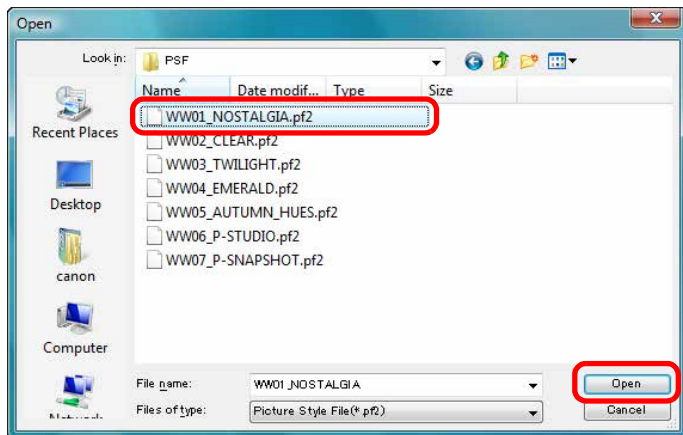 Open
Look in: PSF
Name Date modif... Type Size
WW01_NOSTALGIA.pf2
WW02_CLEAR.pf2
WW03_TWILIGHT.pf2
WW04_EMERALD.pf2
WW05_AUTUMN_HUES.pf2
WW06_P-STUDIO.pf2
WW07_P-SNAPSHOT.pf2
Recent Places
Desktop
canon
Computer
File name: WW01_NOSTALGIA Open
Files of type: Picture Style File(*.pf2) Cancel